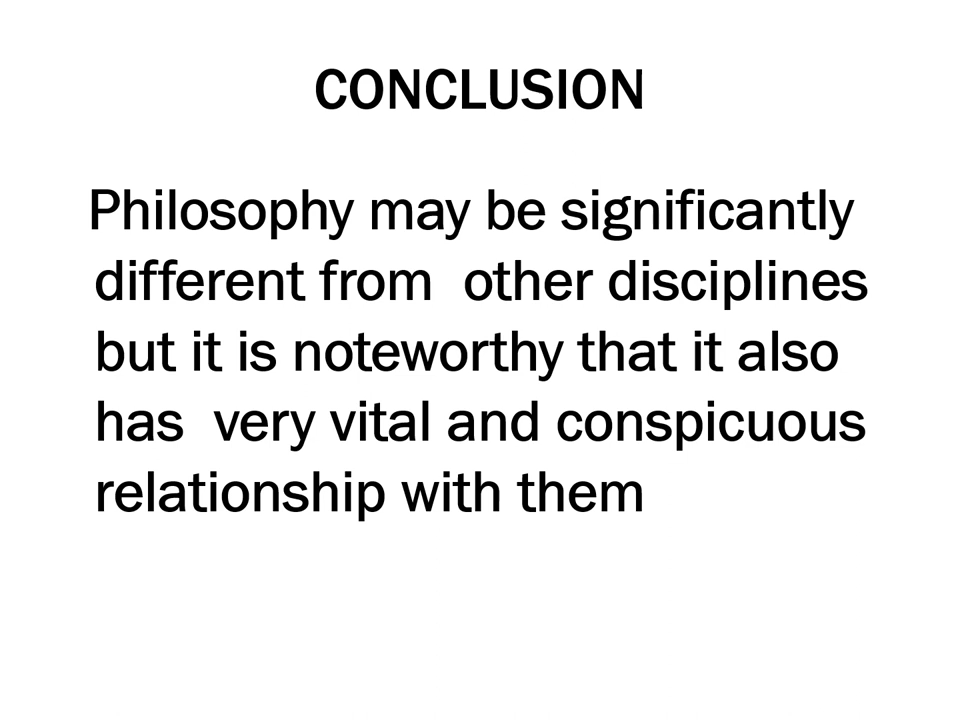 CONCLUSION
Philosophy may be significantly
different from  other disciplines
but it is noteworthy that it also
has  very vital and conspicuous
relationship with them